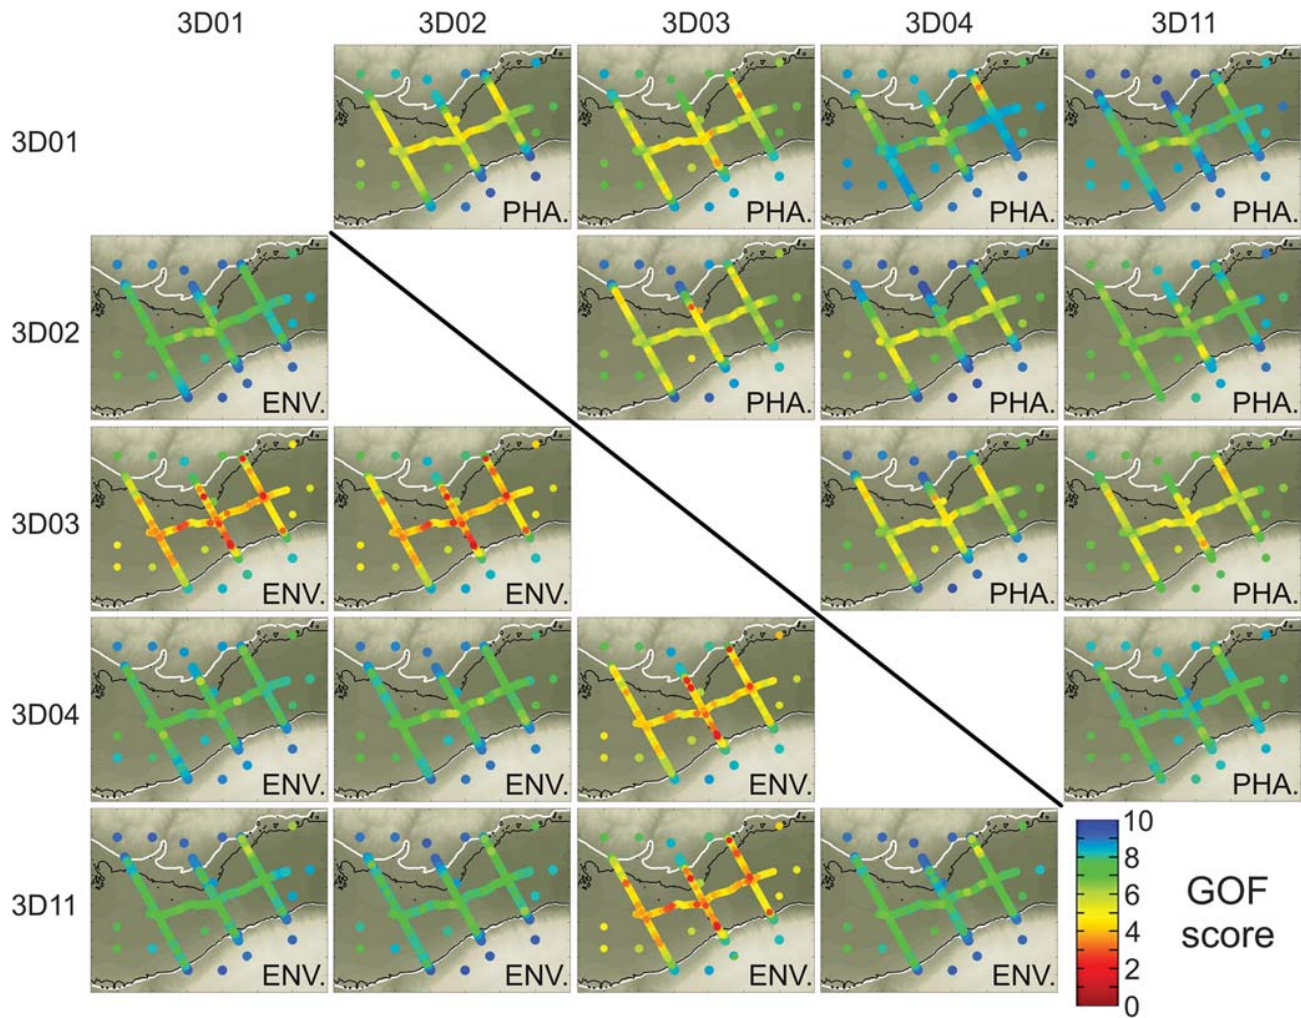 3D01 3D02 3D03 3D04 3D11
3D01
PHA. PHA. PHA. PHA.
3D02
ENV. PHA. PHA. PHA.
3D03
ENV. ENV. PHA. PHA.
3D04
ENV. ENV. ENV. PHA.
3D11
ENV. ENV. ENV. ENV.
10
8
6
4
2
0
GOF
score